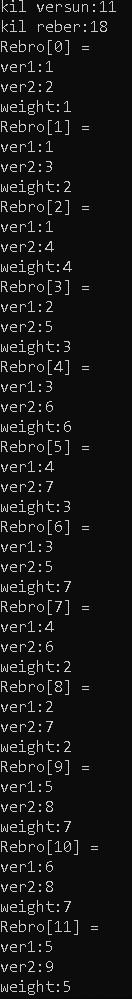 kil versun:11
kil reber:18
Rebro[0] =
ver1:1
ver2:2
weight:1
Rebro[1] =
ver1:1
ver2:3
weight:2
Rebro[2] =
ver1:1
ver2:4
weight:4
Rebro[3] =
ver1:2
ver2:5
weight:3
Rebro[4] =
ver1:3
ver2:6
weight:6
Rebro[5] =
ver1:4
ver2:7
weight:3
Rebro[6] =
ver1:3
ver2:5
weight:7
Rebro[7] =
ver1:4
ver2:6
weight:2
Rebro[8] =
ver1:2
ver2:7
weight:2
Rebro[9] =
ver1:5
ver2:8
weight:7
Rebro[10] =
ver1:6
ver2:8
weight:7
Rebro[11] =
ver1:5
ver2:9
weight:5